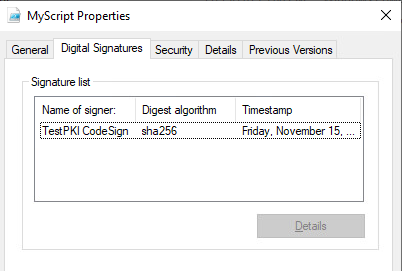 MyScript Properties
General Digital Signatures Security Details Previous Versions
Signature list
Name of signer: Digest algorithm Timestamp
TestPKI CodeSign sha256 Friday, November 15, ...
Details